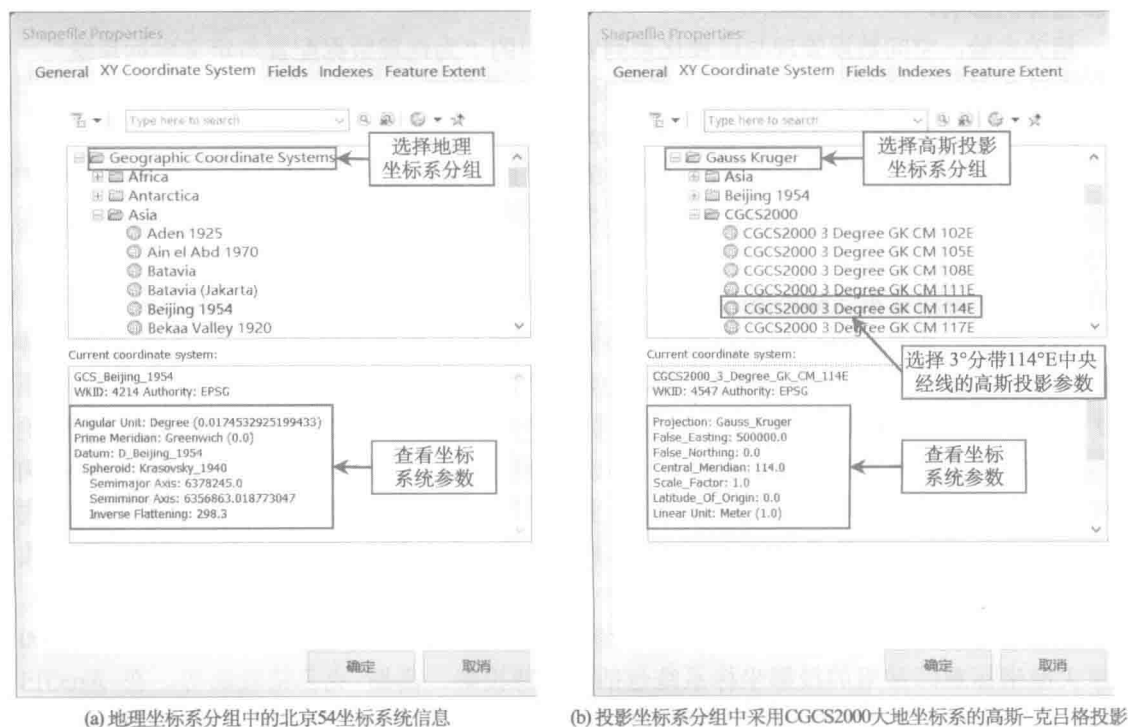 Shapefile Properties
General XY Coordinate System Fields Indexes Feature Extent
Type here to search
选择地理
坐标系分组
Geographic Coordinate Systems
Africa
Antarctica
Asia
Aden 1925
Ain el Abd 1970
Batavia
Batavia (Jakarta)
Beijing 1954
Bekaa Valley 1920
Current coordinate system:
GCS_Beijing_1954
WKID: 4214 Authority: EPSG
Angular Unit: Degree (0.0174532925199433)
Prime Meridian: Greenwich (0.0)
Datum: D_Beijing_1954
Spheroid: Krasovsky_1940
Semimajor Axis: 6378245.0
Semiminor Axis: 6356863.018773047
Inverse Flattening: 298.3
查看坐标
系统参数
确定
取消
(a) 地理坐标系分组中的北京54坐标系统信息
Shapefile Properties
General XY Coordinate System Fields Indexes Feature Extent
Type here to search
选择高斯投影
坐标系分组
Gauss Kruger
Asia
Beijing 1954
CGCS2000
CGCS2000 3 Degree GK CM 102E
CGCS2000 3 Degree GK CM 105E
CGCS2000 3 Degree GK CM 108E
CGCS2000 3 Degree GK CM 111E
CGCS2000 3 Degree GK CM 114E
CGCS2000 3 Degree GK CM 117E
选择 3°分带114°E中央
经线的高斯投影参数
Current coordinate system:
CGCS2000_3_Degree_GK_CM_114E
WKID: 4547 Authority: EPSG
Projection: Gauss_Kruger
False_Easting: 500000.0
False_Northing: 0.0
Central_Meridian: 114.0
Scale_Factor: 1.0
Latitude_Of_Origin: 0.0
Linear Unit: Meter (1.0)
查看坐标
系统参数
确定
取消
(b) 投影坐标系分组中采用CGCS2000大地坐标系的高斯-克吕格投影